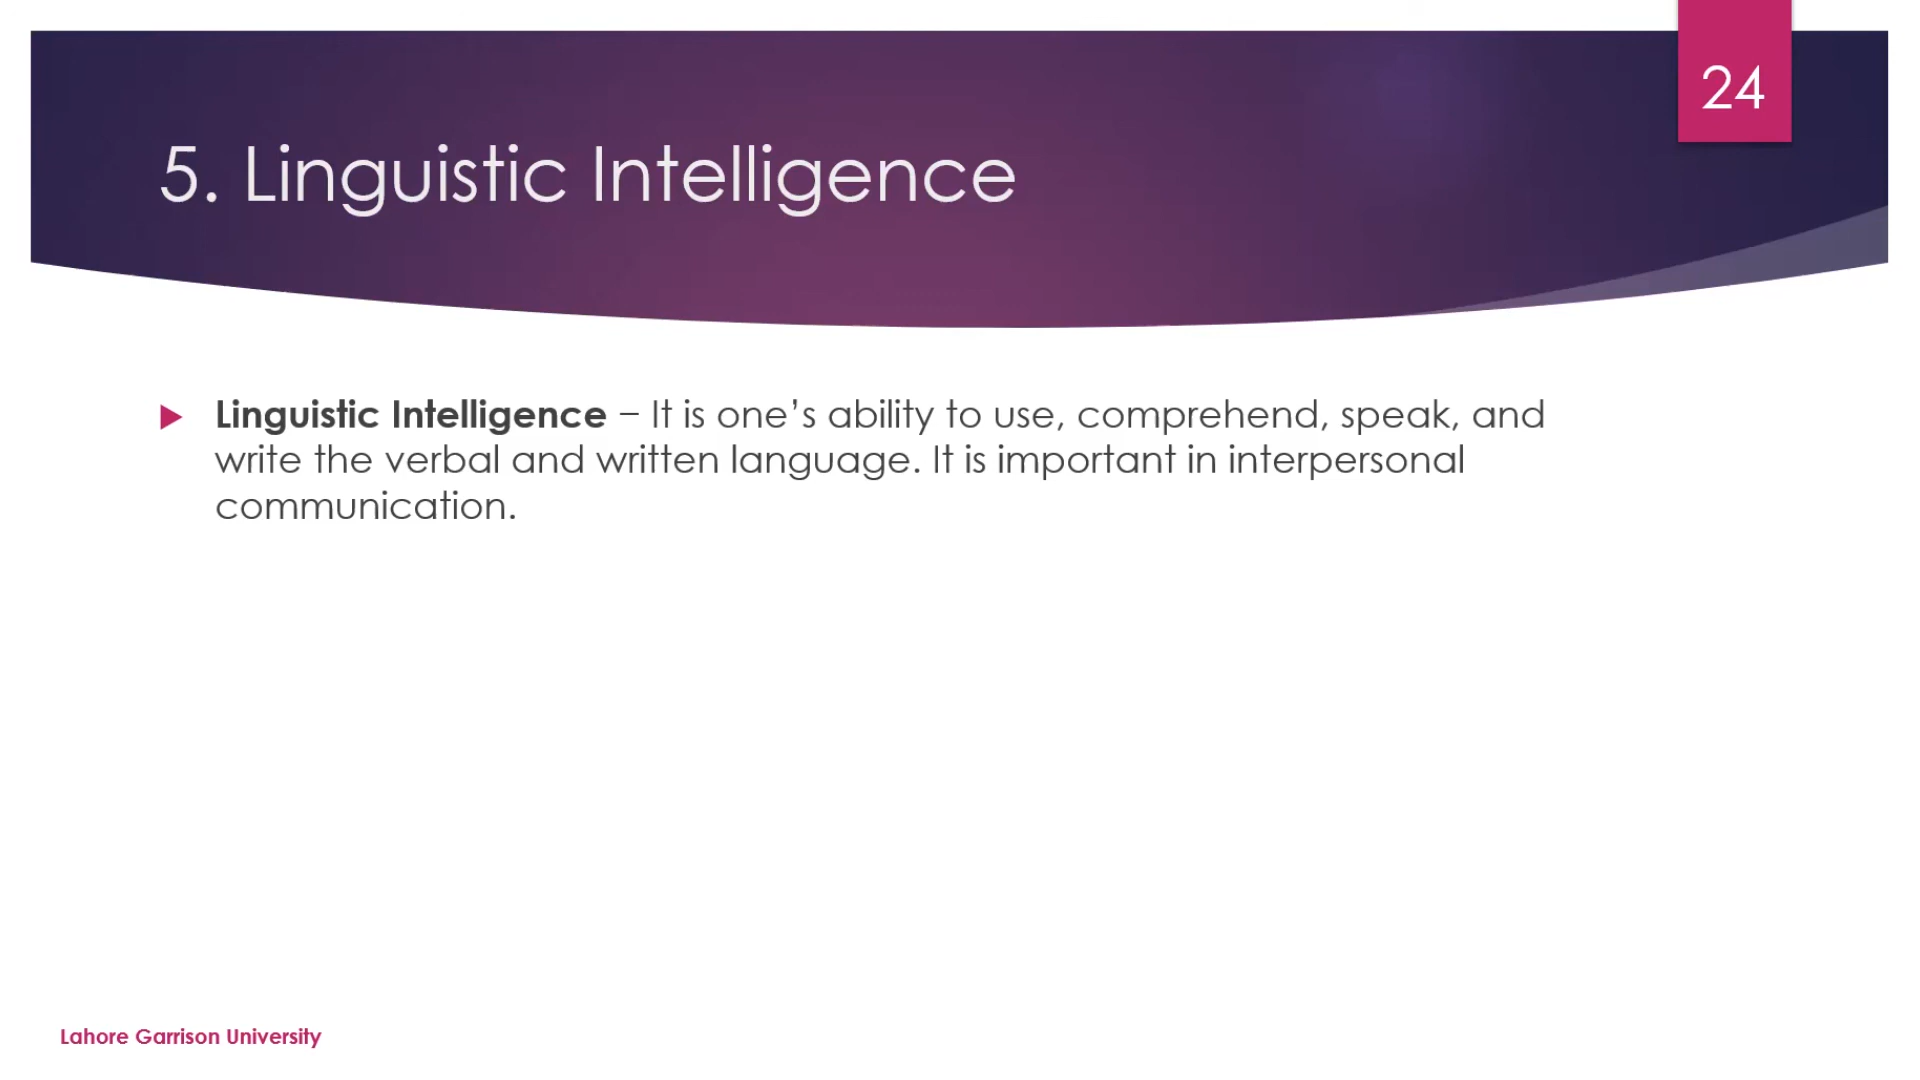 24
5. Linguistic Intelligence
Linguistic Intelligence − It is one’s ability to use, comprehend, speak, and
write the verbal and written language. It is important in interpersonal
communication.
Lahore Garrison University